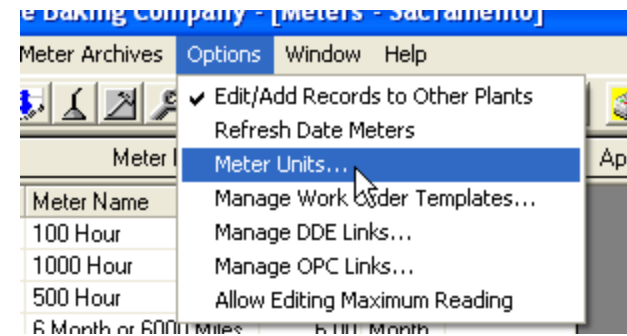 e Baking Company - [Meters - Sacramento]
Meter Archives Options Window Help
Edit/Add Records to Other Plants
Refresh Date Meters
Meter Ap
Meter Units...
Meter Name
Manage Work Order Templates...
100 Hour
Manage DDE Links...
1000 Hour
Manage OPC Links...
500 Hour
Allow Editing Maximum Reading
6 Month or 6000 Miles 6.00 Month